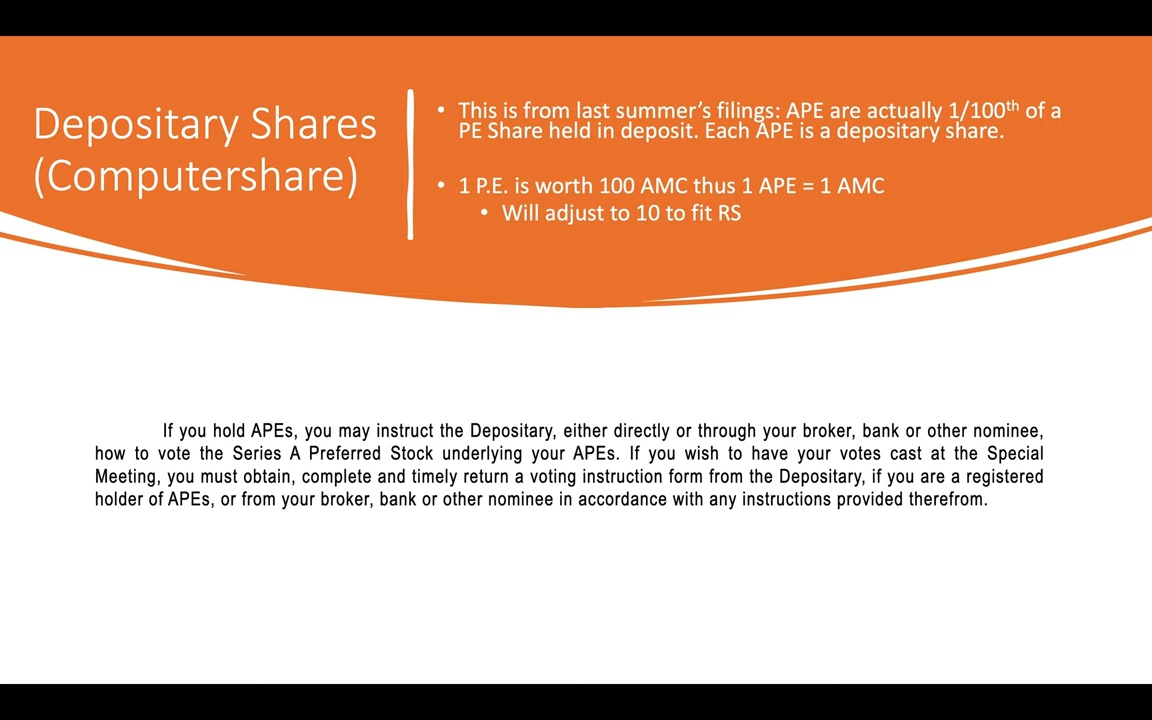 Depositary Shares
(Computershare)
• This is from last summer's filings: APE are actually 1/100th of a
PE Share held in deposit. Each APE is a depositary share.
• 1 P.E. is worth 100 AMC thus 1 APE = 1 AMC
• Will adjust to 10 to fit RS
If you hold APEs, you may instruct the Depositary, either directly or through your broker, bank or other nominee,
how to vote the Series A Preferred Stock underlying your APEs. If you wish to have your votes cast at the Special
Meeting, you must obtain, complete and timely return a voting instruction form from the Depositary, if you are a registered
holder of APEs, or from your broker, bank or other nominee in accordance with any instructions provided therefrom.